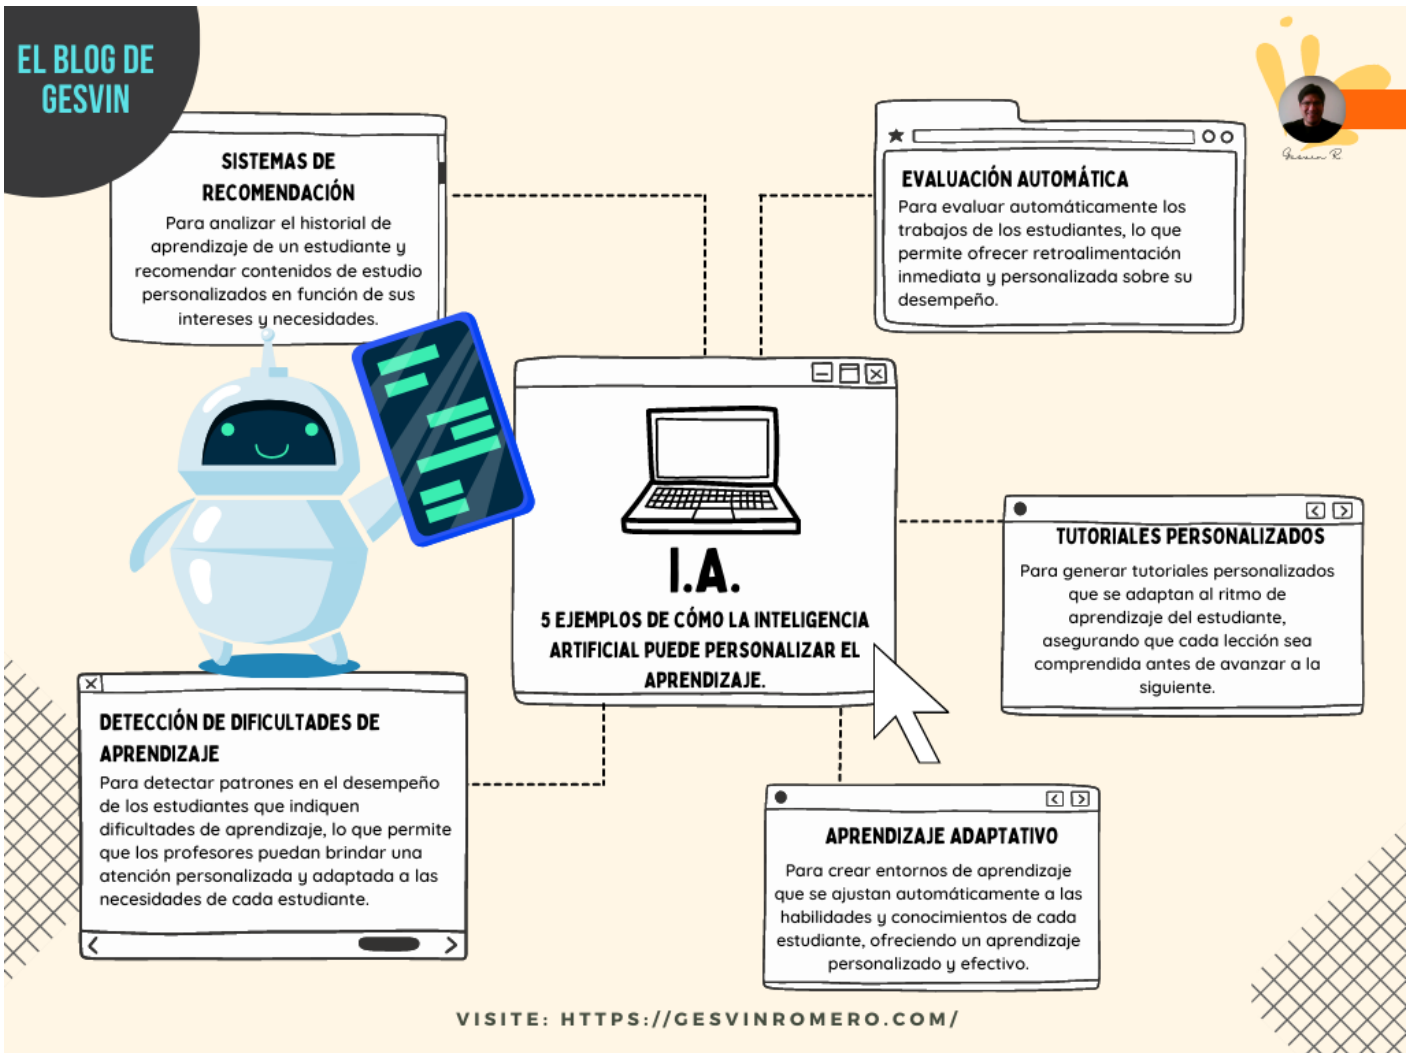 EL BLOG DE
GESVIN
SISTEMAS DE
RECOMENDACIÓN
Para analizar el historial de
aprendizaje de un estudiante y
recomendar contenidos de estudio
personalizados en función de sus
intereses y necesidades.
EVALUACIÓN AUTOMÁTICA
Para evaluar automáticamente los
trabajos de los estudiantes, lo que
permite ofrecer retroalimentación
inmediata y personalizada sobre su
desempeño.
Gesvin R
I.A.
5 EJEMPLOS DE CÓMO LA INTELIGENCIA
ARTIFICIAL PUEDE PERSONALIZAR EL
APRENDIZAJE.
TUTORIALES PERSONALIZADOS
Para generar tutoriales personalizados
que se adaptan al ritmo de
aprendizaje del estudiante,
asegurando que cada lección sea
comprendida antes de avanzar a la
siguiente.
DETECCIÓN DE DIFICULTADES DE
APRENDIZAJE
Para detectar patrones en el desempeño
de los estudiantes que indiquen
dificultades de aprendizaje, lo que permite
que los profesores puedan brindar una
atención personalizada y adaptada a las
necesidades de cada estudiante.
APRENDIZAJE ADAPTATIVO
Para crear entornos de aprendizaje
que se ajustan automáticamente a las
habilidades y conocimientos de cada
estudiante, ofreciendo un aprendizaje
personalizado y efectivo.
VISITE: HTTPS://GESVINROMERO.COM/